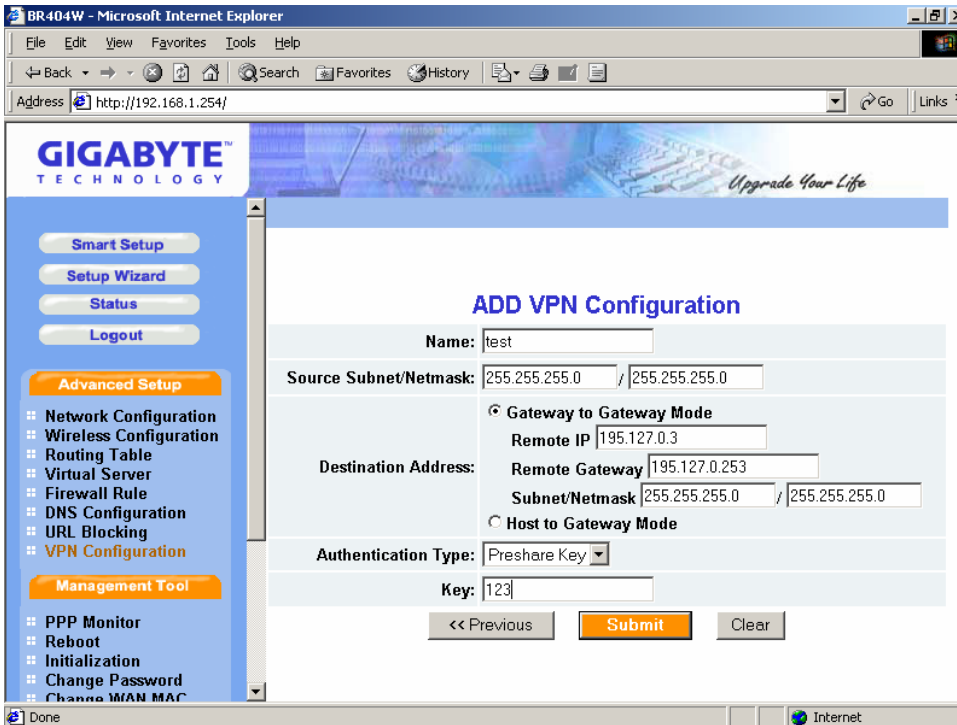 BR404W - Microsoft Internet Explorer
File Edit View Favorites Tools Help
Back Search Favorites History
Address http://192.168.1.254/ Go Links
GIGABYTE™
TECHNOLOGY
Upgrade Your Life
Smart Setup
Setup Wizard
Status
Logout
Advanced Setup
Network Configuration
Wireless Configuration
Routing Table
Virtual Server
Firewall Rule
DNS Configuration
URL Blocking
VPN Configuration
Management Tool
PPP Monitor
Reboot
Initialization
Change Password
Change WAN MAC
ADD VPN Configuration
Name: test
Source Subnet/Netmask: 255.255.255.0 / 255.255.255.0
Destination Address:
Gateway to Gateway Mode
Remote IP 195.127.0.3
Remote Gateway 195.127.0.253
Subnet/Netmask 255.255.255.0 / 255.255.255.0
Host to Gateway Mode
Authentication Type: Preshare Key
Key: 123
<< Previous Submit Clear
Done Internet